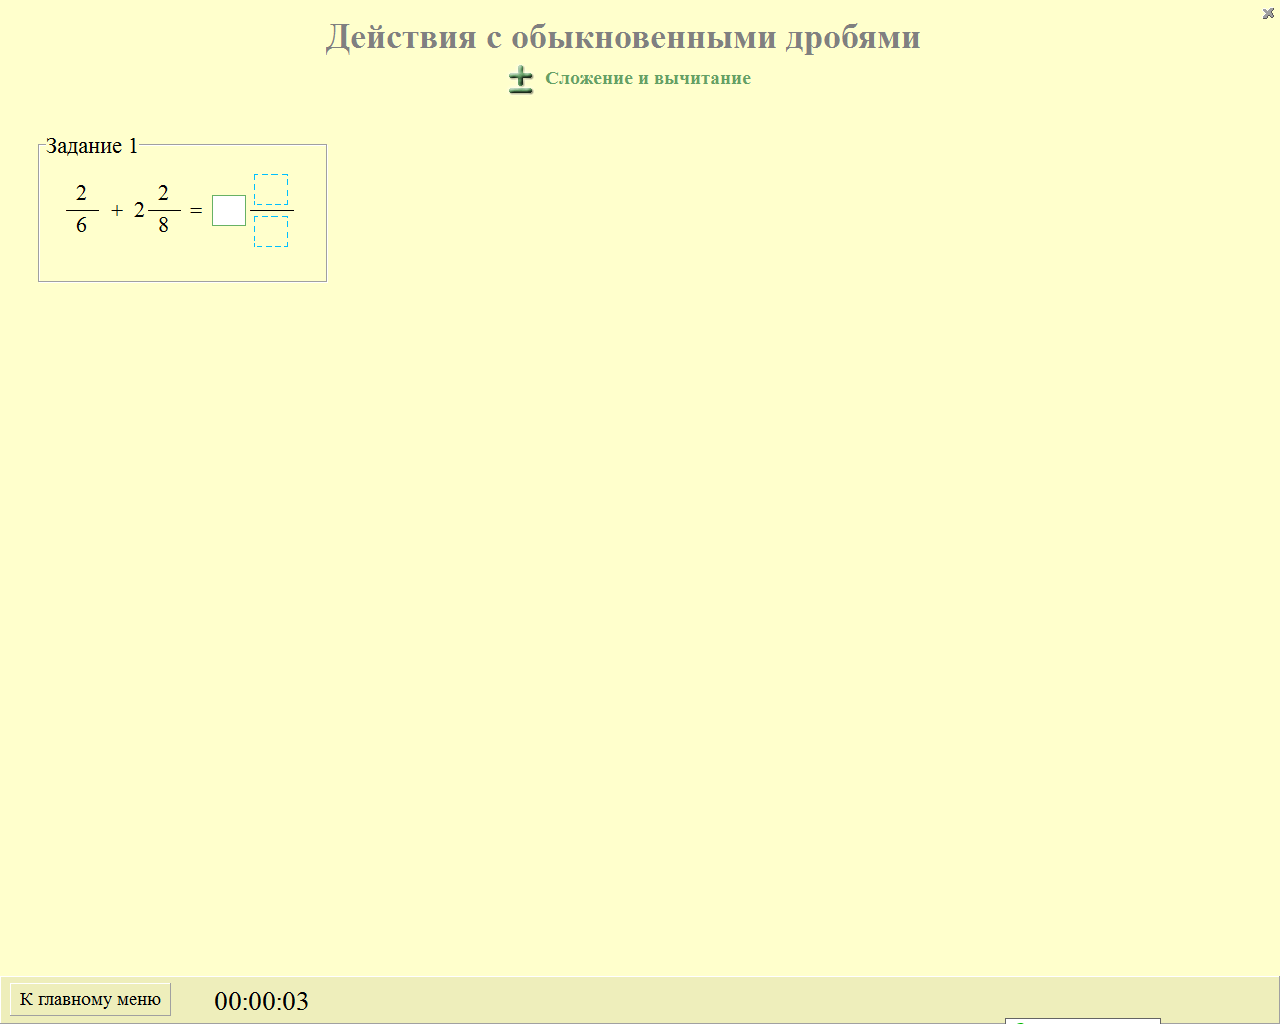 Действия с обыкновенными дробями
Сложение и вычитание
Задание 1
2 2
+ 2 =
6 8
К главному меню 00:00:03